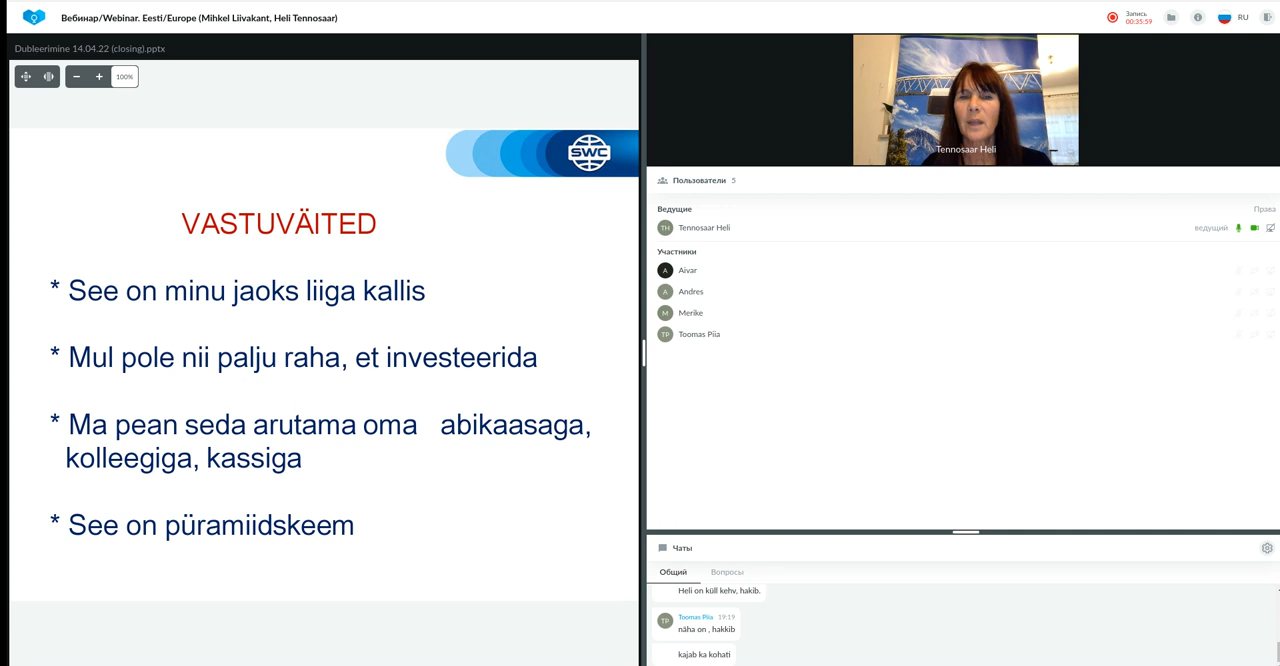 Вебинар/Webinar. Eesti/Europe (Mihkel Liivakant, Heli Tennosaar)
Запись
00:35:59
RU
Dubleerimine 14.04.22 (closing).pptx
100%
SWC
VASTUVÄITED
* See on minu jaoks liiga kallis
* Mul pole nii palju raha, et investeerida
* Ma pean seda arutama oma abikaasaga,
kolleegiga, kassiga
* See on püramiidskeem
Tennosaar Heli
Пользователи 5
Ведущие Права
TH Tennosaar Heli ведущий
Участники
A Aivar
A Andres
M Merike
TP Toomas Piia
Чаты
Общий Вопросы
Heli on küll kehv, hakib.
TP Toomas Piia 19:19
näha on , hakkib
kajab ka kohati